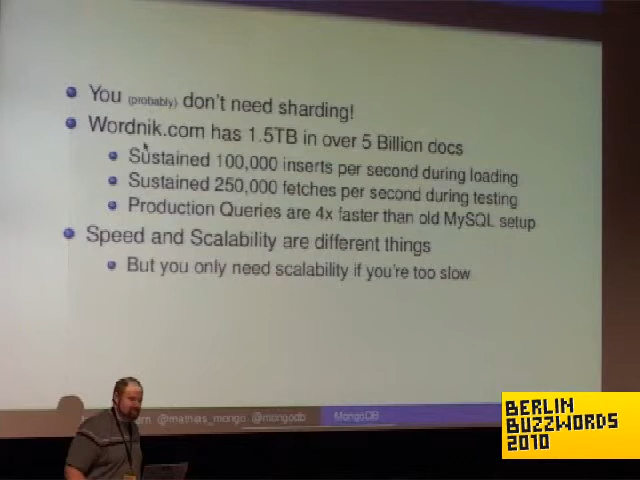 You (probably) don't need sharding!
Wordnik.com has 1.5TB in over 5 Billion docs
Sustained 100,000 inserts per second during loading
Sustained 250,000 fetches per second during testing
Production Queries are 4x faster than old MySQL setup
Speed and Scalability are different things
But you only need scalability if you're too slow
@mathias_mongo @mongodb
MongoDB
BERLIN
BUZZWORDS
2010